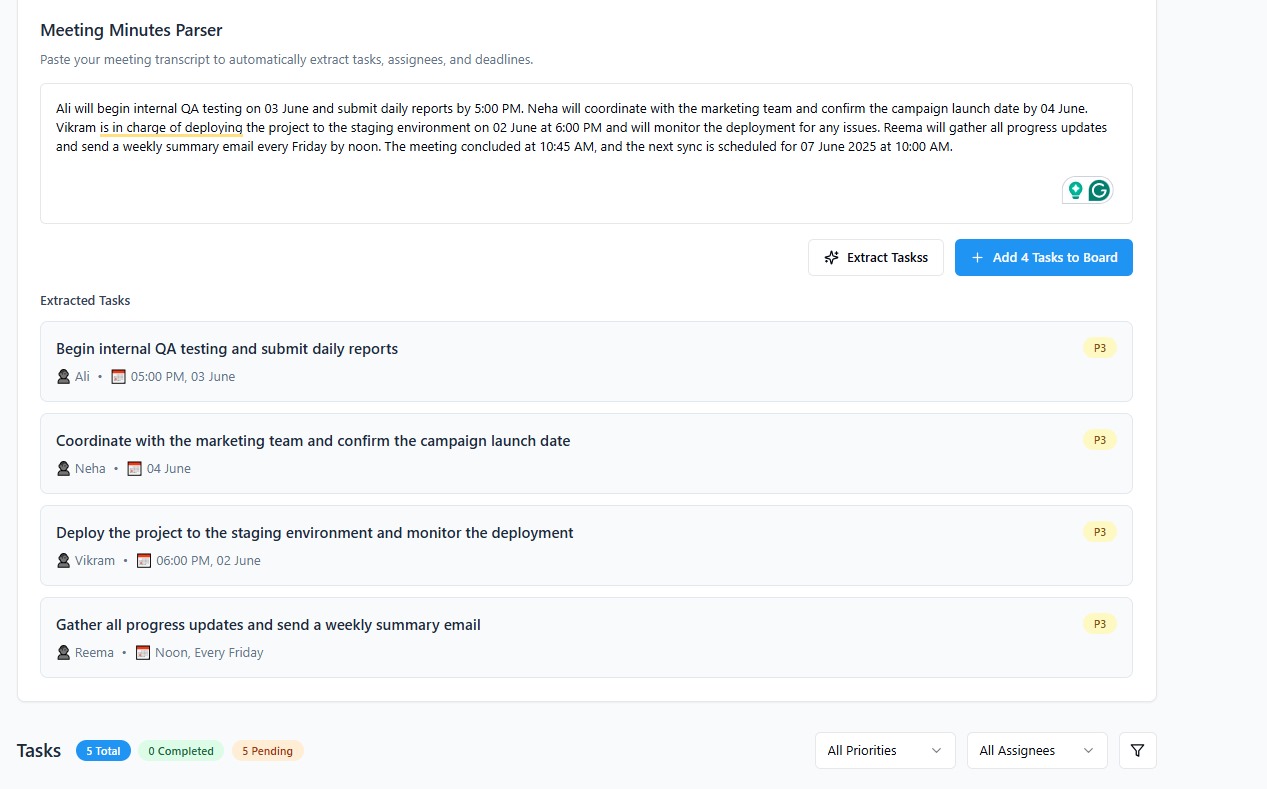 Meeting Minutes Parser
Paste your meeting transcript to automatically extract tasks, assignees, and deadlines.
Ali will begin internal QA testing on 03 June and submit daily reports by 5:00 PM. Neha will coordinate with the marketing team and confirm the campaign launch date by 04 June.
Vikram is in charge of deploying the project to the staging environment on 02 June at 6:00 PM and will monitor the deployment for any issues. Reema will gather all progress updates
and send a weekly summary email every Friday by noon. The meeting concluded at 10:45 AM, and the next sync is scheduled for 07 June 2025 at 10:00 AM.
Extract Taskss
+ Add 4 Tasks to Board
Extracted Tasks
Begin internal QA testing and submit daily reports
P3
Ali • 05:00 PM, 03 June
Coordinate with the marketing team and confirm the campaign launch date
P3
Neha • 04 June
Deploy the project to the staging environment and monitor the deployment
P3
Vikram • 06:00 PM, 02 June
Gather all progress updates and send a weekly summary email
P3
Reema • Noon, Every Friday
Tasks
5 Total
0 Completed
5 Pending
All Priorities
All Assignees